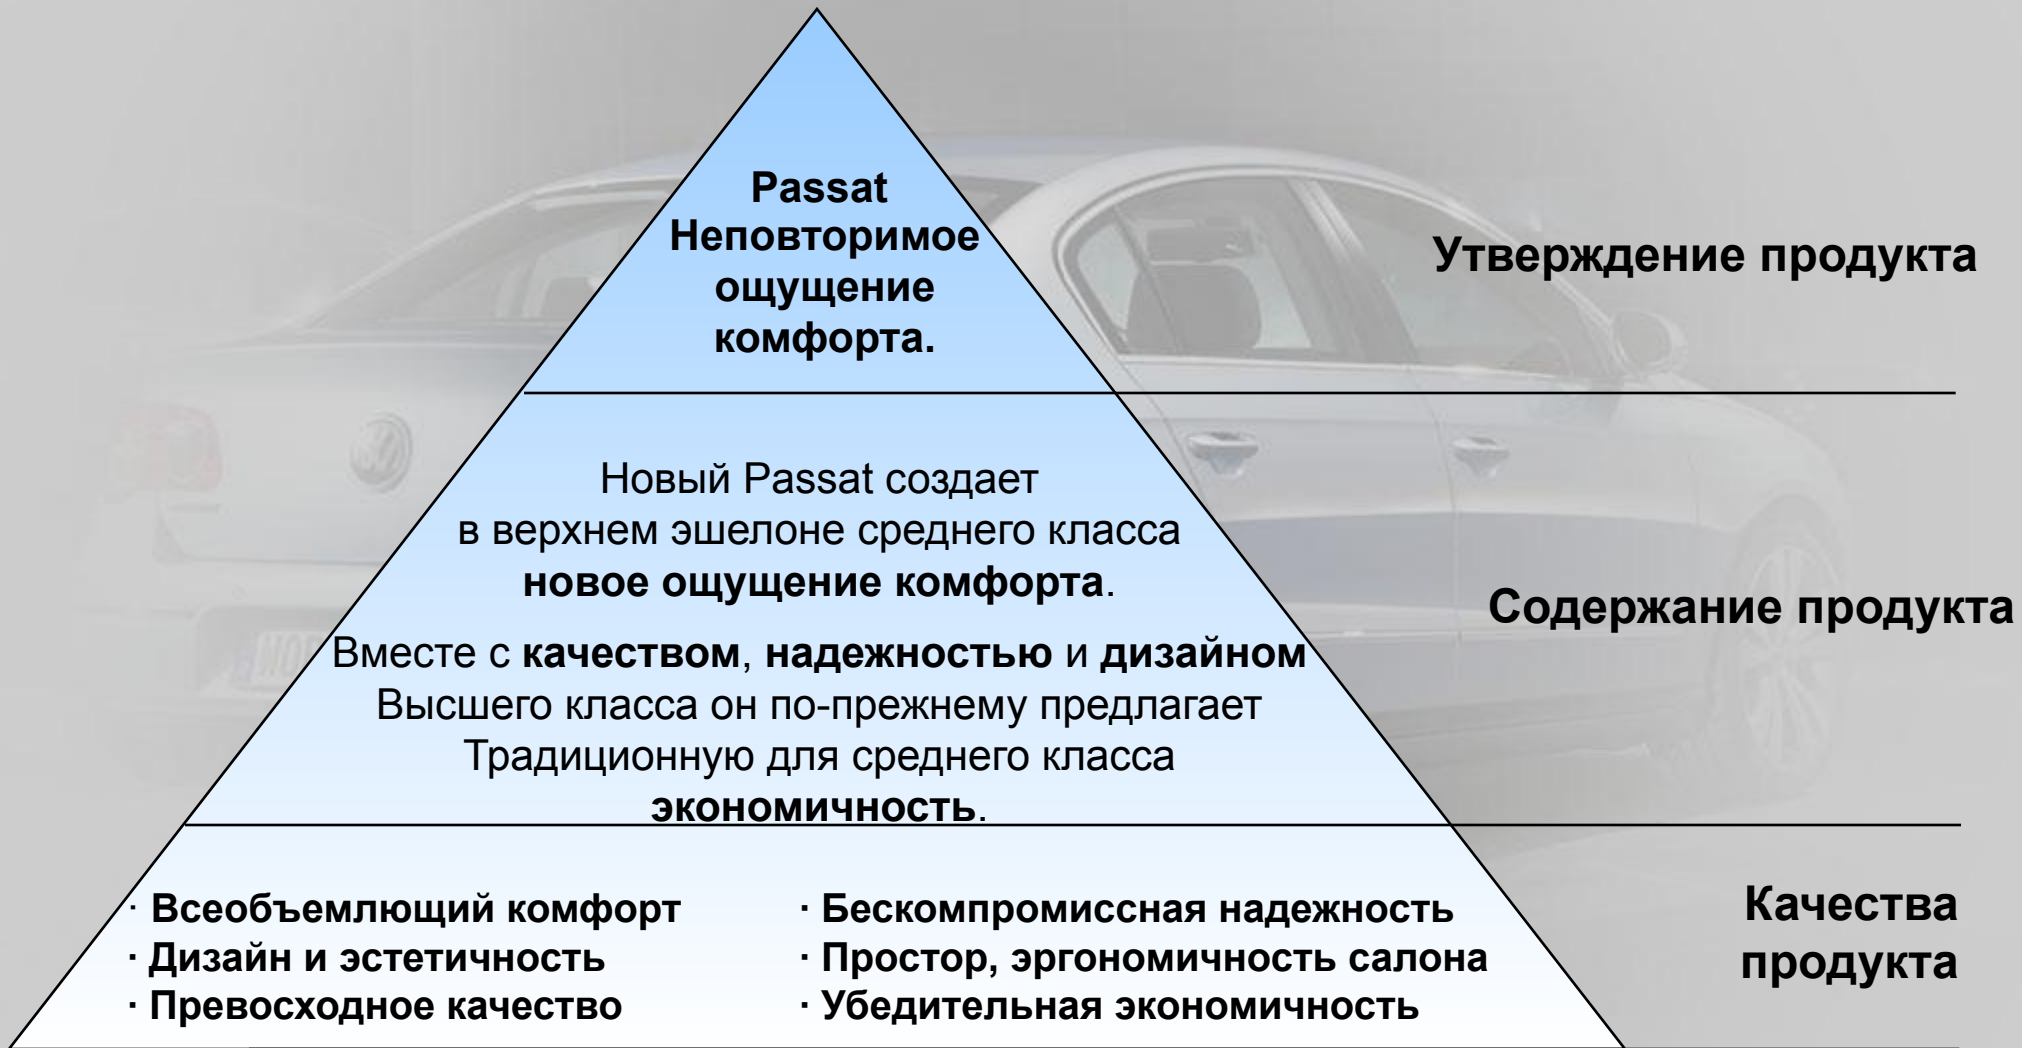 Passat
Неповторимое
ощущение
комфорта.
Утверждение продукта
Новый Passat создает
в верхнем эшелоне среднего класса
новое ощущение комфорта.
Вместе с качеством, надежностью и дизайном
Высшего класса он по-прежнему предлагает
Традиционную для среднего класса
экономичность.
Содержание продукта
· Всеобъемлющий комфорт
· Дизайн и эстетичность
· Превосходное качество
· Бескомпромиссная надежность
· Простор, эргономичность салона
· Убедительная экономичность
Качества
продукта